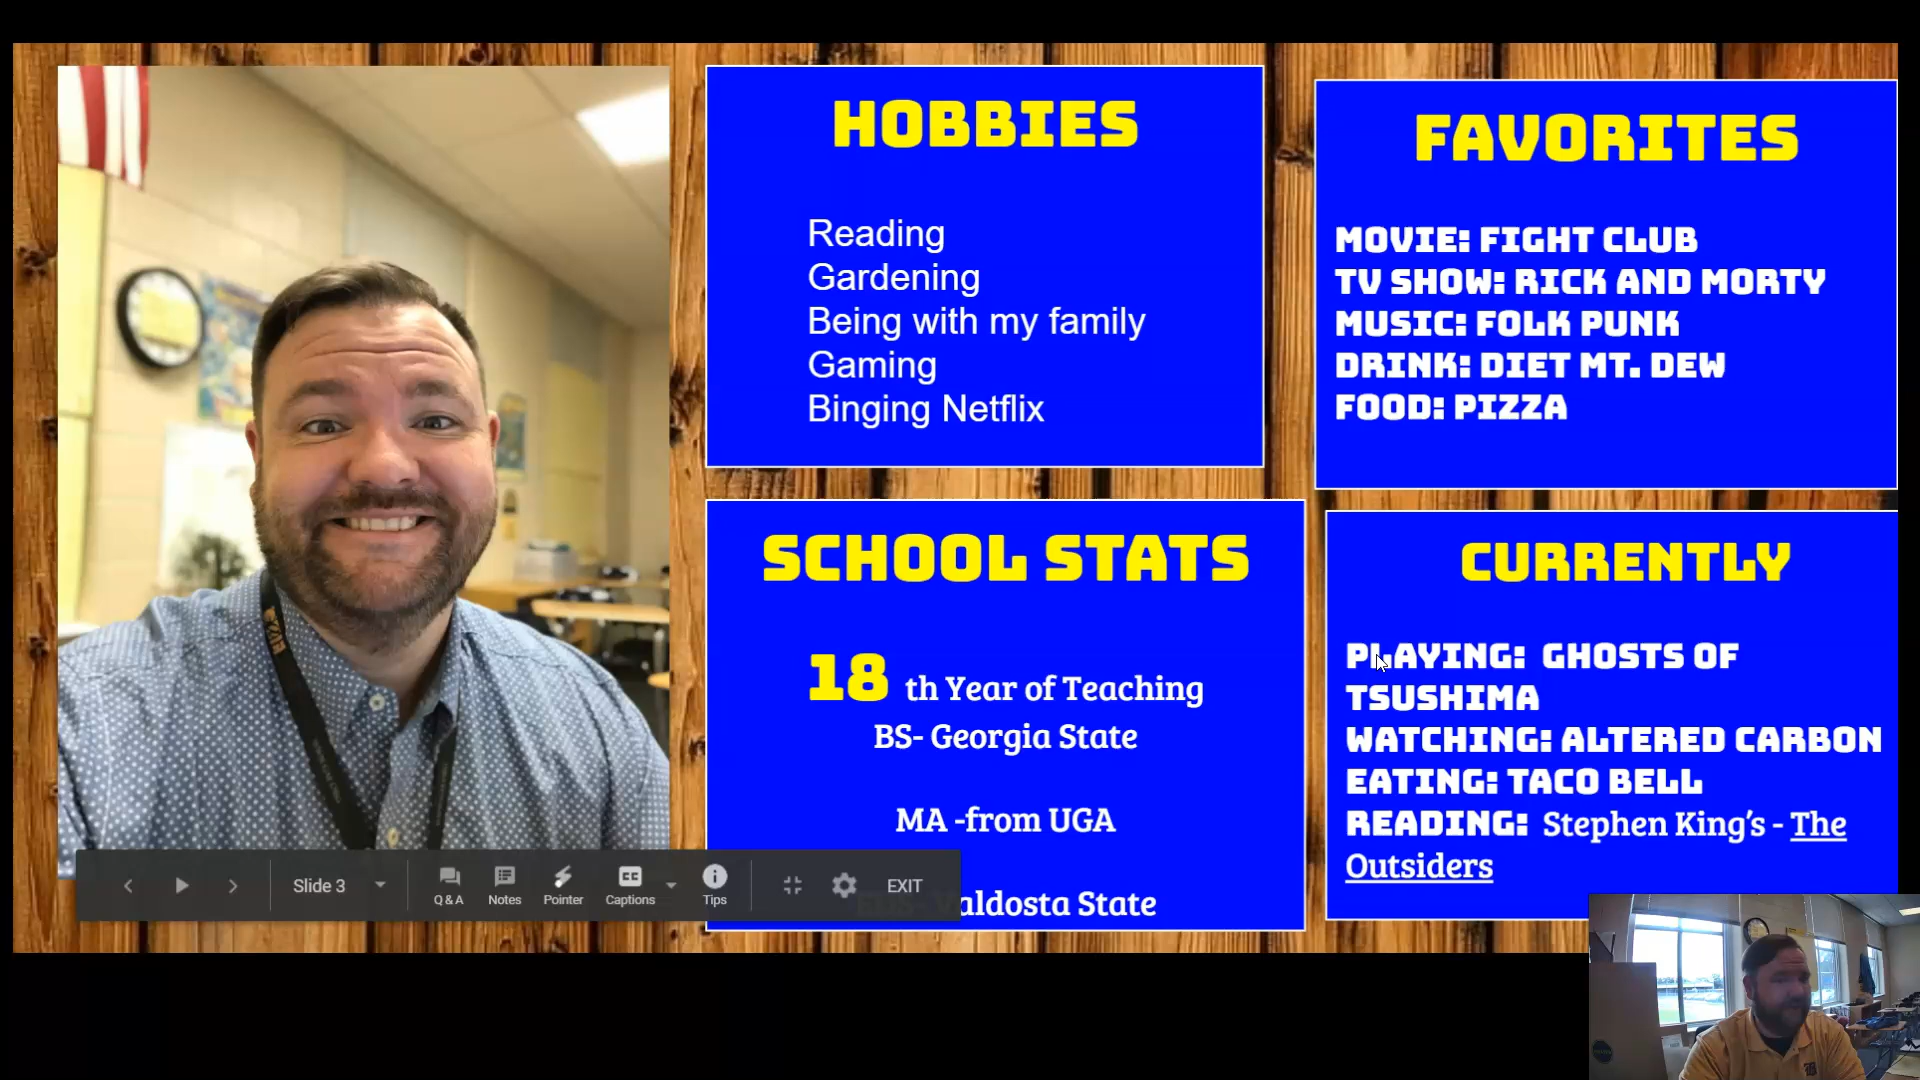 HOBBIES
Reading
Gardening
Being with my family
Gaming
Binging Netflix
FAVORITES
MOVIE: FIGHT CLUB
TV SHOW: RICK AND MORTY
MUSIC: FOLK PUNK
DRINK: DIET MT. DEW
FOOD: PIZZA
SCHOOL STATS
18 th Year of Teaching
BS- Georgia State
MA -from UGA
EDS- Valdosta State
CURRENTLY
PLAYING: GHOSTS OF
TSUSHIMA
WATCHING: ALTERED CARBON
EATING: TACO BELL
READING: Stephen King's - The
Outsiders
Slide 3
Q & A
Notes
Pointer
CC
Captions
Tips
EXIT